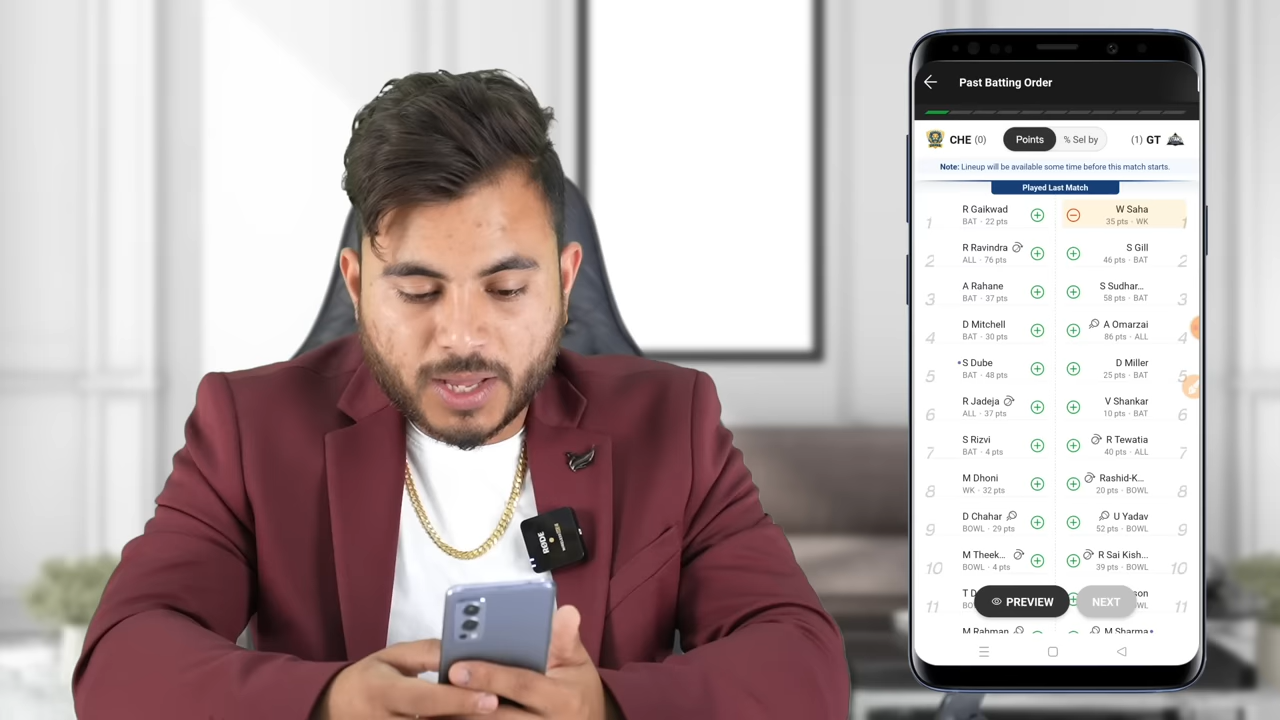 Past Batting Order
CHE (0) Points % Sel by (1) GT
Note: Lineup will be available some time before this match starts.
Played Last Match
1 R Gaikwad W Saha 1
BAT · 22 pts 35 pts · WK
2 R Ravindra S Gill 2
ALL · 76 pts 46 pts · BAT
3 A Rahane S Sudhar... 3
BAT · 37 pts 58 pts · BAT
4 D Mitchell A Omarzai 4
BAT · 30 pts 86 pts · ALL
5 S Dube D Miller 5
BAT · 48 pts 25 pts · BAT
6 R Jadeja V Shankar 6
ALL · 37 pts 10 pts · BAT
7 S Rizvi R Tewatia 7
BAT · 4 pts 40 pts · ALL
8 M Dhoni Rashid-K... 8
WK · 32 pts 20 pts · BOWL
9 D Chahar U Yadav 9
BOWL · 29 pts 52 pts · BOWL
10 M Theek... R Sai Kish... 10
BOWL · 4 pts 39 pts · BOWL
11 T D son 11
BO WL
PREVIEW NEXT
M Rahman M Sharma
RØDE